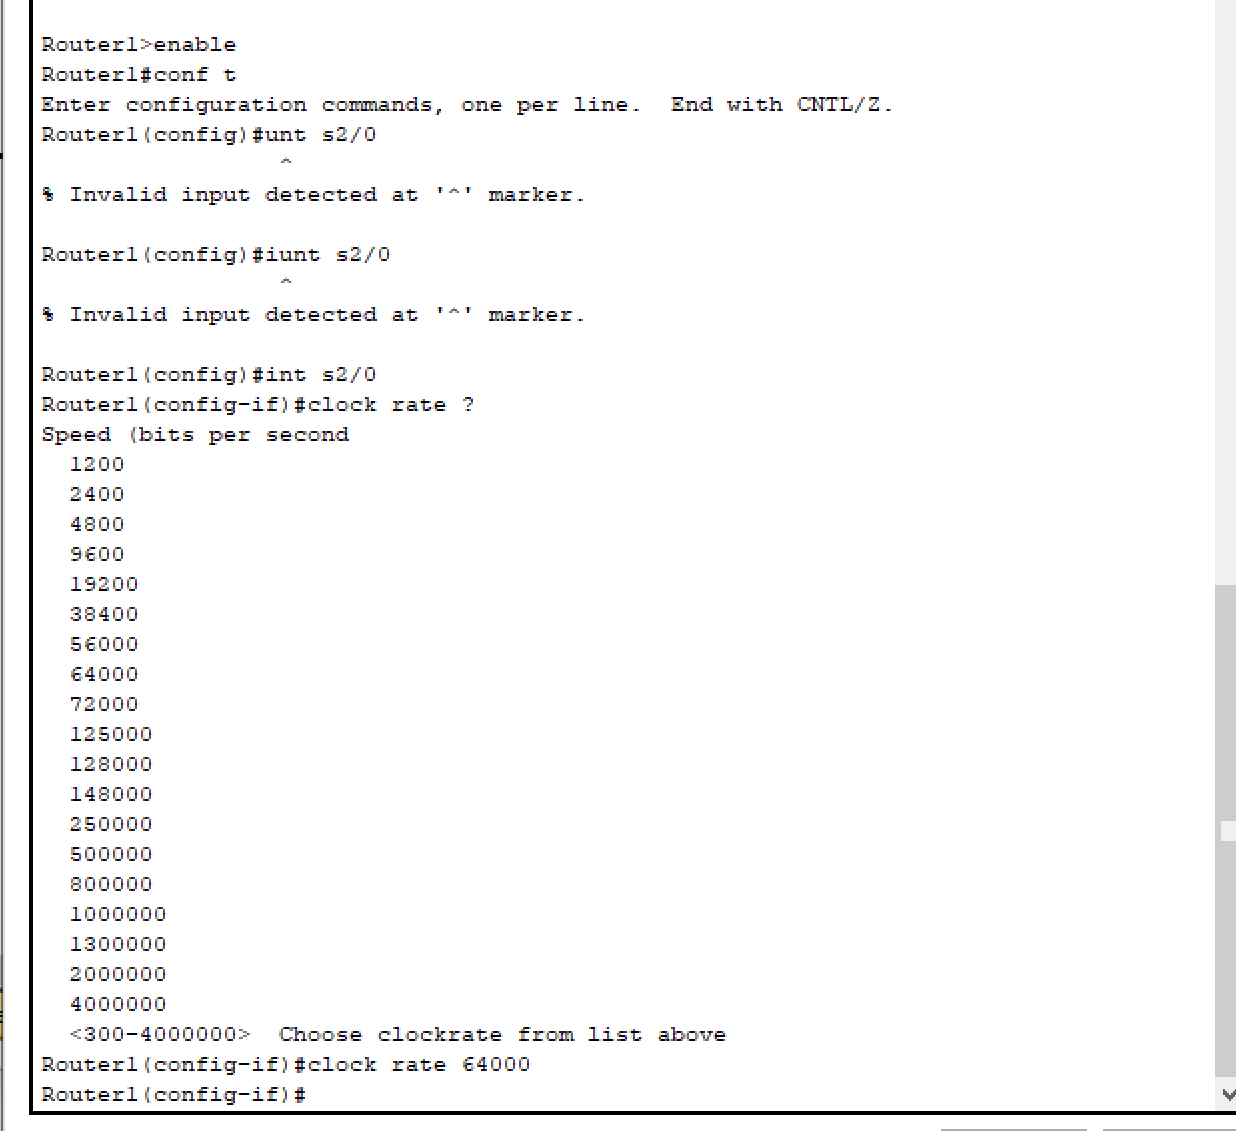 Router1>enable
Router1#conf t
Enter configuration commands, one per line.  End with CNTL/Z.
Router1(config)#unt s2/0
^
% Invalid input detected at '^' marker.
Router1(config)#iunt s2/0
^
% Invalid input detected at '^' marker.
Router1(config)#int s2/0
Router1(config-if)#clock rate ?
Speed (bits per second
1200
2400
4800
9600
19200
38400
56000
64000
72000
125000
128000
148000
250000
500000
800000
1000000
1300000
2000000
4000000
<300-4000000>  Choose clockrate from list above
Router1(config-if)#clock rate 64000
Router1(config-if)#